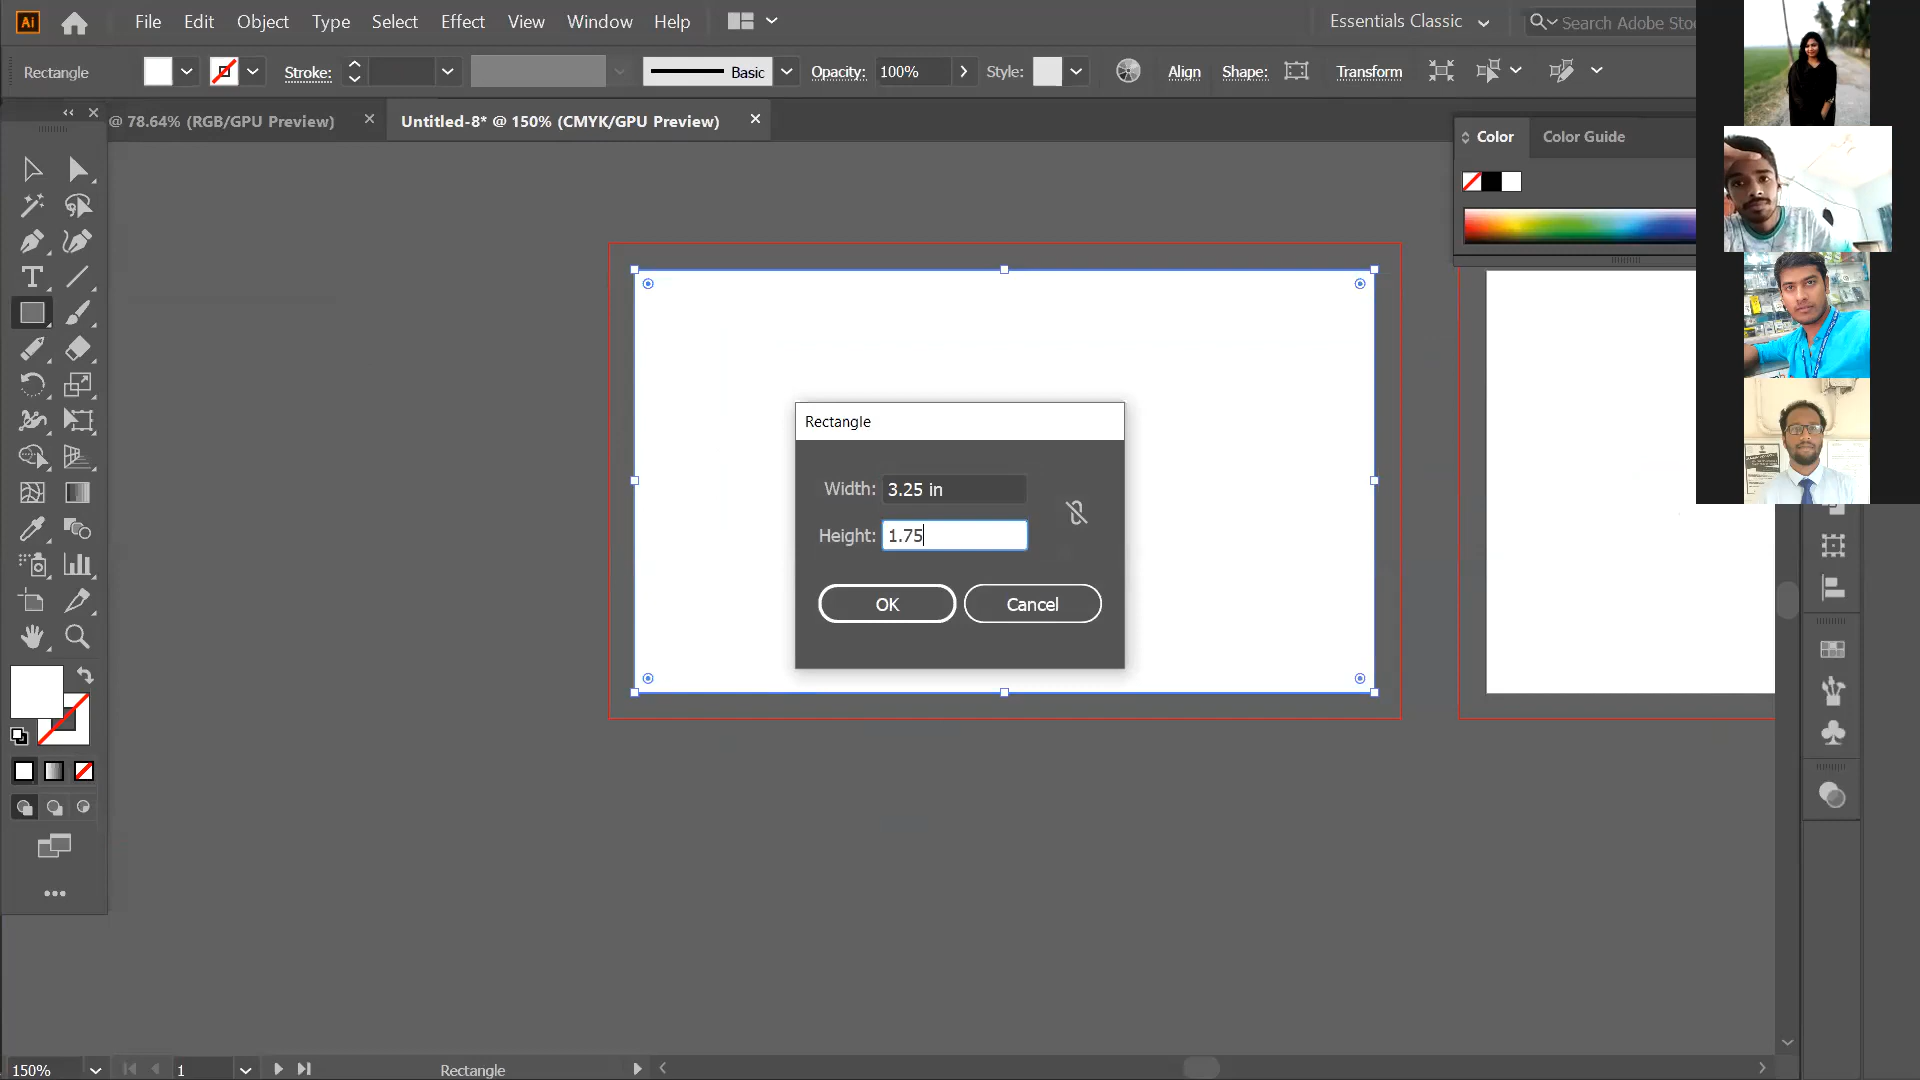 Ai File Edit Object Type Select Effect View Window Help Essentials Classic Search Adobe Sto
Rectangle Stroke: Basic Opacity: 100% Style: Align Shape: Transform
@ 78.64% (RGB/GPU Preview) Untitled-8* @ 150% (CMYK/GPU Preview)
Color Color Guide
Rectangle
Width: 3.25 in
Height: 1.75
OK Cancel
150% 1 Rectangle